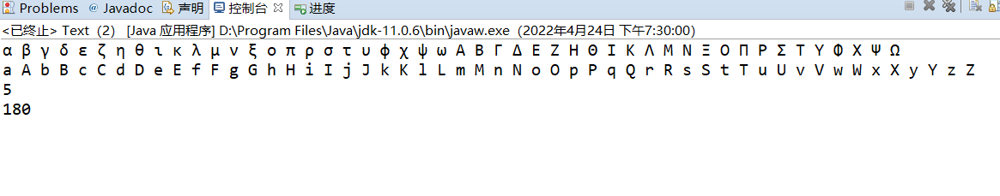 Problems @ Javadoc 声明 控制台 进度
<已终止> Text（2） [Java 应用程序] D:\Program Files\Java\jdk-11.0.6\bin\javaw.exe（2022年4月24日 下午7:30:00）
α β γ δ ε ζ η θ ι κ λ μ ν ξ ο π ρ σ τ υ φ χ ψ ω Α Β Γ Δ Ε Ζ Η Θ Ι Κ Λ Μ Ν Ξ Ο Π Ρ Σ Τ Υ Φ Χ Ψ Ω
a A b B c C d D e E f F g G h H i I j J k K l L m M n N o O p P q Q r R s S t T u U v V w W x X y Y z Z
5
180